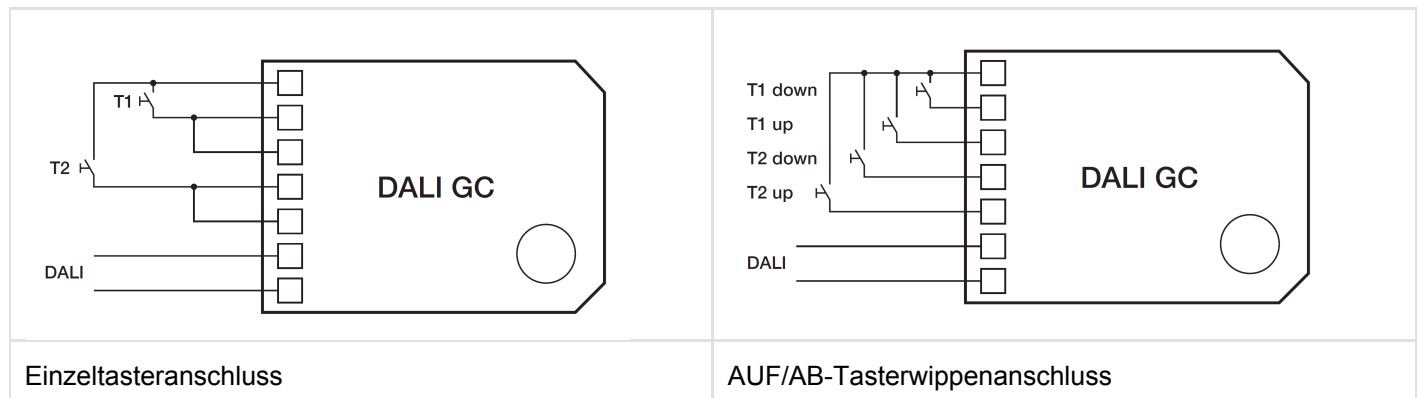 T1
T2
DALI GC
DALI
Einzeltasteranschluss
T1 down
T1 up
T2 down
T2 up
DALI GC
DALI
AUF/AB-Tasterwippenanschluss